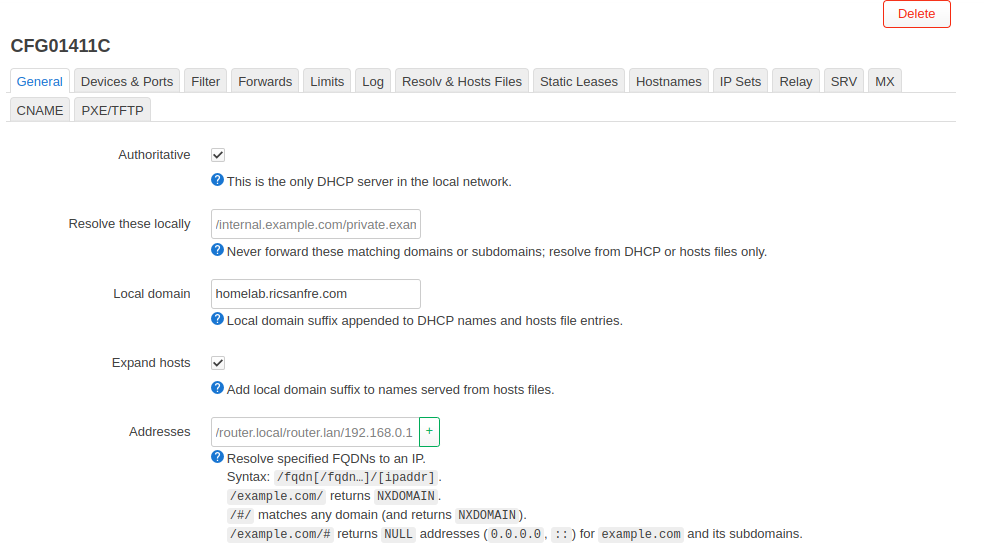 Delete
CFG01411C
General Devices & Ports Filter Forwards Limits Log Resolv & Hosts Files Static Leases Hostnames IP Sets Relay SRV MX
CNAME PXE/TFTP
Authoritative
This is the only DHCP server in the local network.
Resolve these locally /internal.example.com/private.exam
Never forward these matching domains or subdomains; resolve from DHCP or hosts files only.
Local domain homelab.ricsanfre.com
Local domain suffix appended to DHCP names and hosts file entries.
Expand hosts
Add local domain suffix to names served from hosts files.
Addresses /router.local/router.lan/192.168.0.1 +
Resolve specified FQDNs to an IP.
Syntax: /fqdn[/fqdn…]/[ipaddr].
/example.com/ returns NXDOMAIN.
/#/ matches any domain (and returns NXDOMAIN).
/example.com/# returns NULL addresses (0.0.0.0, ::) for example.com and its subdomains.